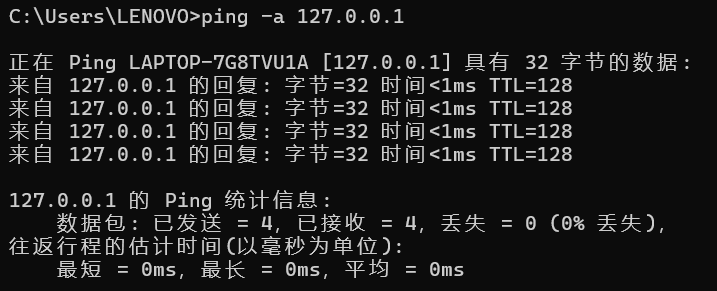 C:\Users\LENOVO>ping -a 127.0.0.1
正在 Ping LAPTOP-7G8TVU1A [127.0.0.1] 具有 32 字节的数据:
来自 127.0.0.1 的回复: 字节=32 时间<1ms TTL=128
来自 127.0.0.1 的回复: 字节=32 时间<1ms TTL=128
来自 127.0.0.1 的回复: 字节=32 时间<1ms TTL=128
来自 127.0.0.1 的回复: 字节=32 时间<1ms TTL=128
127.0.0.1 的 Ping 统计信息:
数据包: 已发送 = 4, 已接收 = 4, 丢失 = 0 (0% 丢失),
往返行程的估计时间(以毫秒为单位):
最短 = 0ms, 最长 = 0ms, 平均 = 0ms